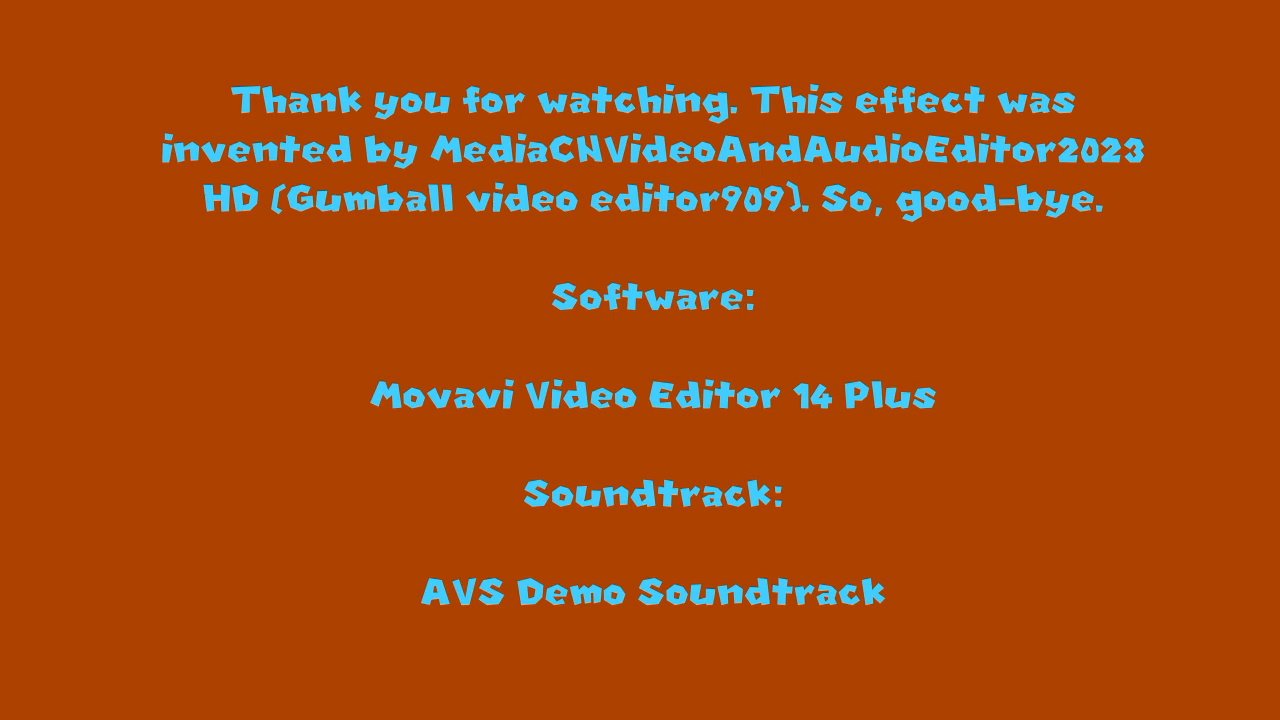 Thank you for watching. This effect was
invented by MediaCNVideoAndAudioEditor2023
HD (Gumball video editor909). So, good-bye.
Software:
Movavi Video Editor 14 Plus
Soundtrack:
AVS Demo Soundtrack